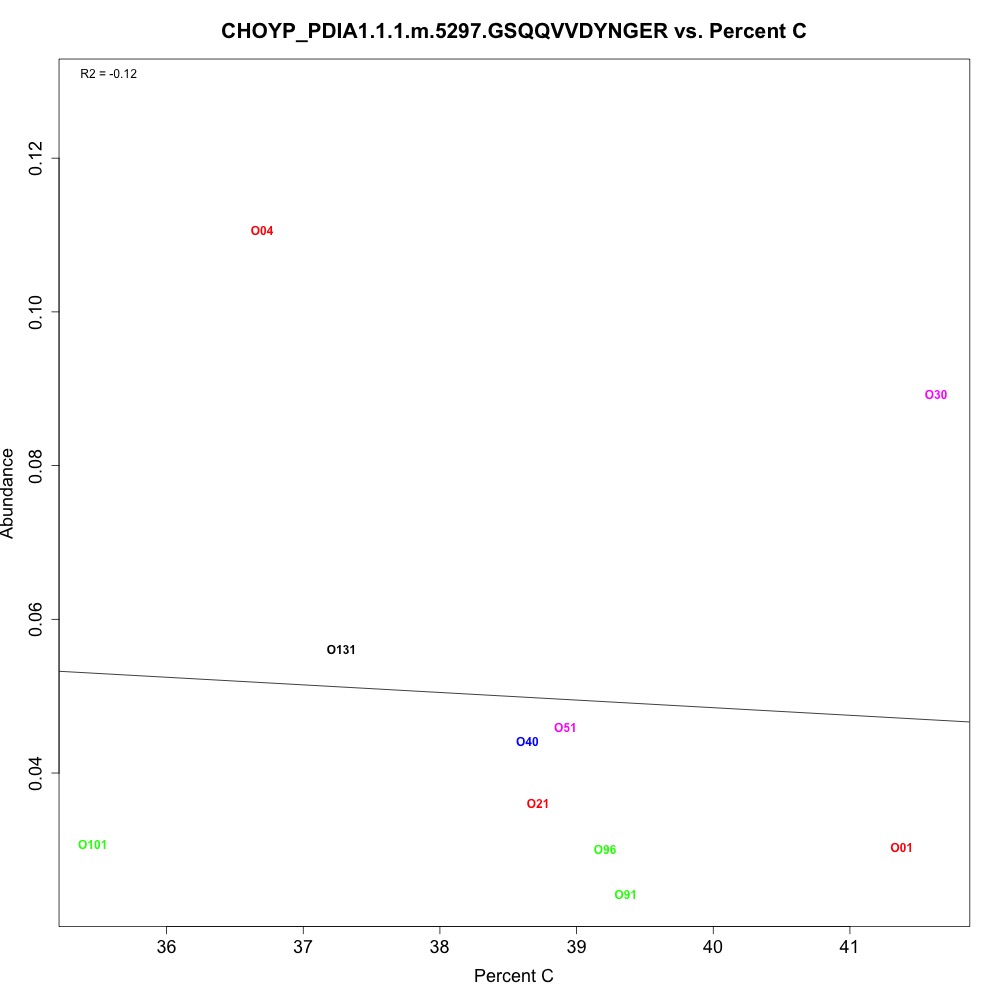 CHOYP_PDIA1.1.1.m.5297.GSQQVVDYNGER vs. Percent C
R2 = -0.12
0.12
O04
0.10
O30
0.08
Abundance
0.06
O131
O51
O40
0.04
O21
O101
O96
O01
O91
36 37 38 39 40 41
Percent C